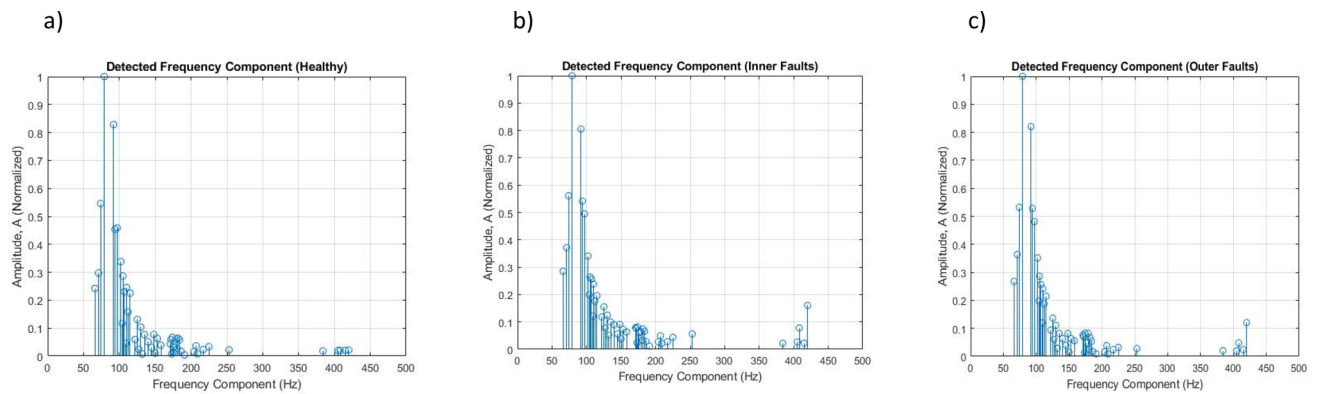 a)
b)
c)
Detected Frequency Component (Healthy)
1
0.9
0.8
0.7
0.6
0.5
0.4
0.3
0.2
0.1
0
0 50 100 150 200 250 300 350 400 450 500
Amplitude, A (Normalized)
Frequency Component (Hz)
Detected Frequency Component (Inner Faults)
1
0.9
0.8
0.7
0.6
0.5
0.4
0.3
0.2
0.1
0
0 50 100 150 200 250 300 350 400 450 500
Amplitude, A (Normalized)
Frequency Component (Hz)
Detected Frequency Component (Outer Faults)
1
0.9
0.8
0.7
0.6
0.5
0.4
0.3
0.2
0.1
0
0 50 100 150 200 250 300 350 400 450 500
Amplitude, A (Normalized)
Frequency Component (Hz)